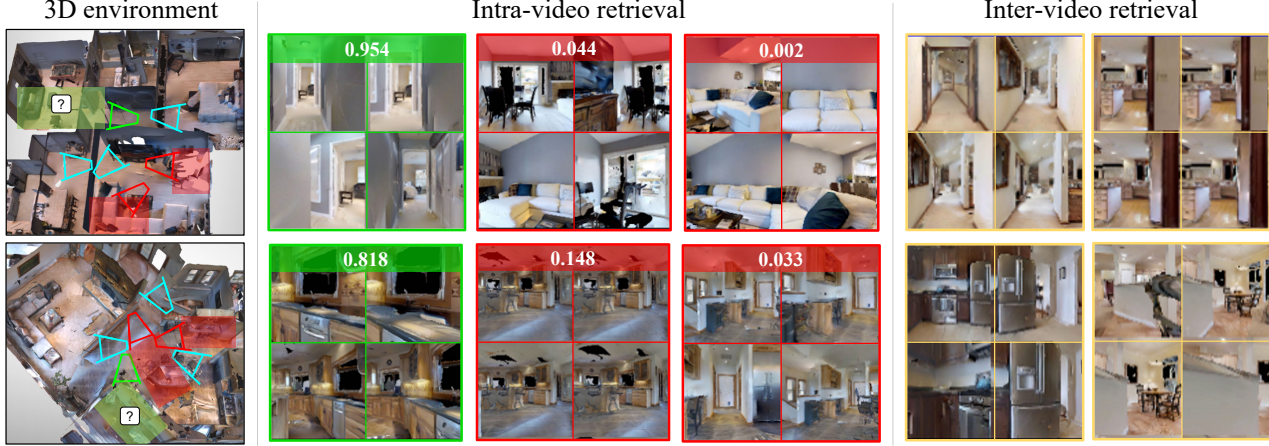 3D environment
Intra-video retrieval
Inter-video retrieval
0.954
0.044
0.002
?
0.818
0.148
0.033
?